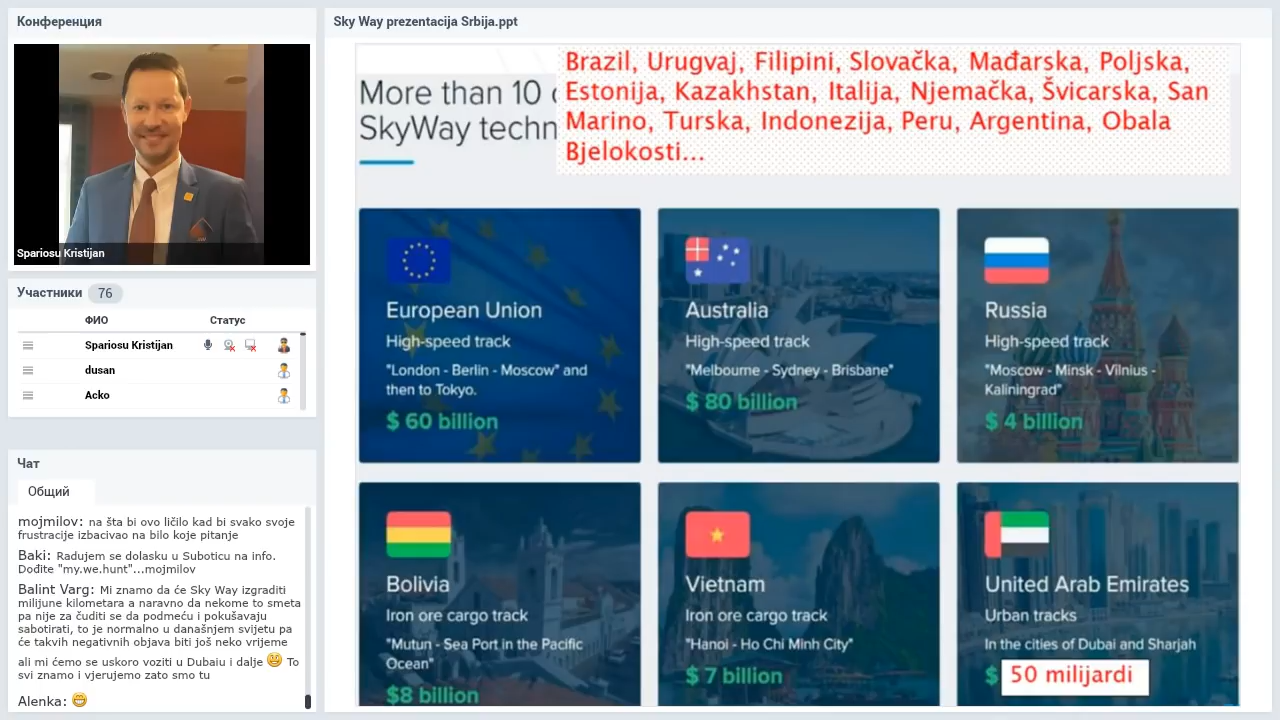 Конференция
Spariosu Kristijan
Участники 76
ФИО Статус
Spariosu Kristijan
dusan
Acko
Чат
Общий
mojmilov: na šta bi ovo ličilo kad bi svako svoje
frustracije izbacivao na bilo koje pitanje
Baki: Radujem se dolasku u Suboticu na info.
Dođite "my.we.hunt"...mojmilov
Balint Varg: Mi znamo da će Sky Way izgraditi
milijune kilometara a naravno da nekome to smeta
pa nije za čuditi se da podmeću i pokušavaju
sabotirati, to je normalno u današnjem svijetu pa
će takvih negativnih objava biti još neko vrijeme
ali mi ćemo se uskoro voziti u Dubaiu i dalje 😀 To
svi znamo i vjerujemo zato smo tu
Alenka: 😁
Sky Way prezentacija Srbija.ppt
More than 10
SkyWay techn
Brazil, Urugvaj, Filipini, Slovačka, Mađarska, Poljska,
Estonija, Kazakhstan, Italija, Njemačka, Švicarska, San
Marino, Turska, Indonezija, Peru, Argentina, Obala
Bjelokosti...
European Union
High-speed track
"London - Berlin - Moscow" and
then to Tokyo.
$ 60 billion
Australia
High-speed track
"Melbourne - Sydney - Brisbane"
$ 80 billion
Russia
High-speed track
"Moscow - Minsk - Vilnius -
Kaliningrad"
$ 4 billion
Bolivia
Iron ore cargo track
"Mutun - Sea Port in the Pacific
Ocean"
$8 billion
Vietnam
Iron ore cargo track
"Hanoi - Ho Chi Minh City"
$ 7 billion
United Arab Emirates
Urban tracks
In the cities of Dubai and Sharjah
$ 50 milijardi